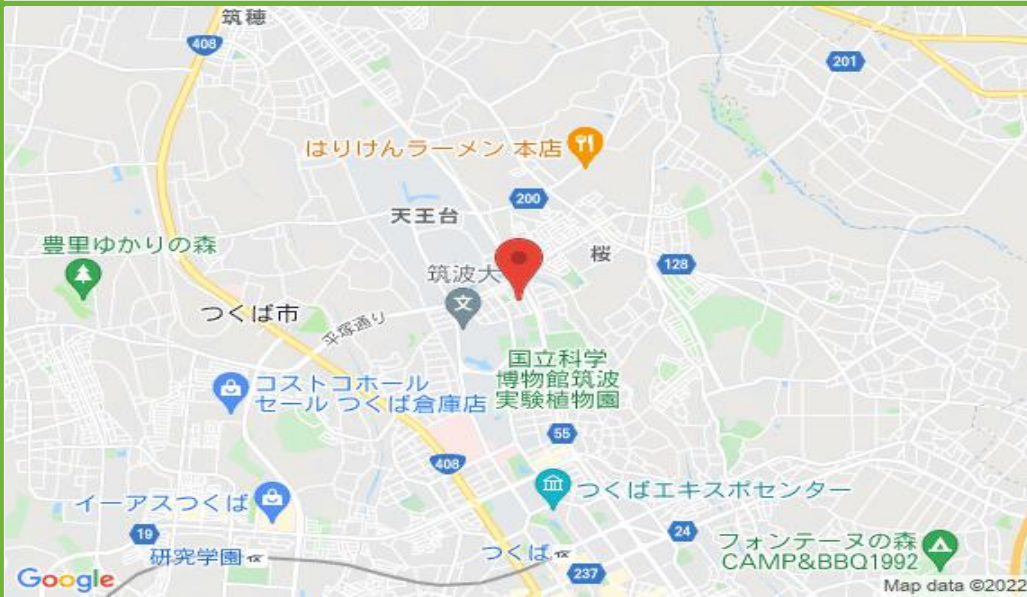 筑穂
408
201
はりけんラーメン 本店
200
天王台
豊里ゆかりの森
桜
128
筑波大
文
つくば市
平塚通り
国立科学
博物館筑波
実験植物園
コストコホール
セール つくば倉庫店
55
408
つくばエキスポセンター
イーアスつくば
19
24
研究学園 駅
つくば 駅
フォンテーヌの森
CAMP&BBQ1992
237
Google
Map data ©2022